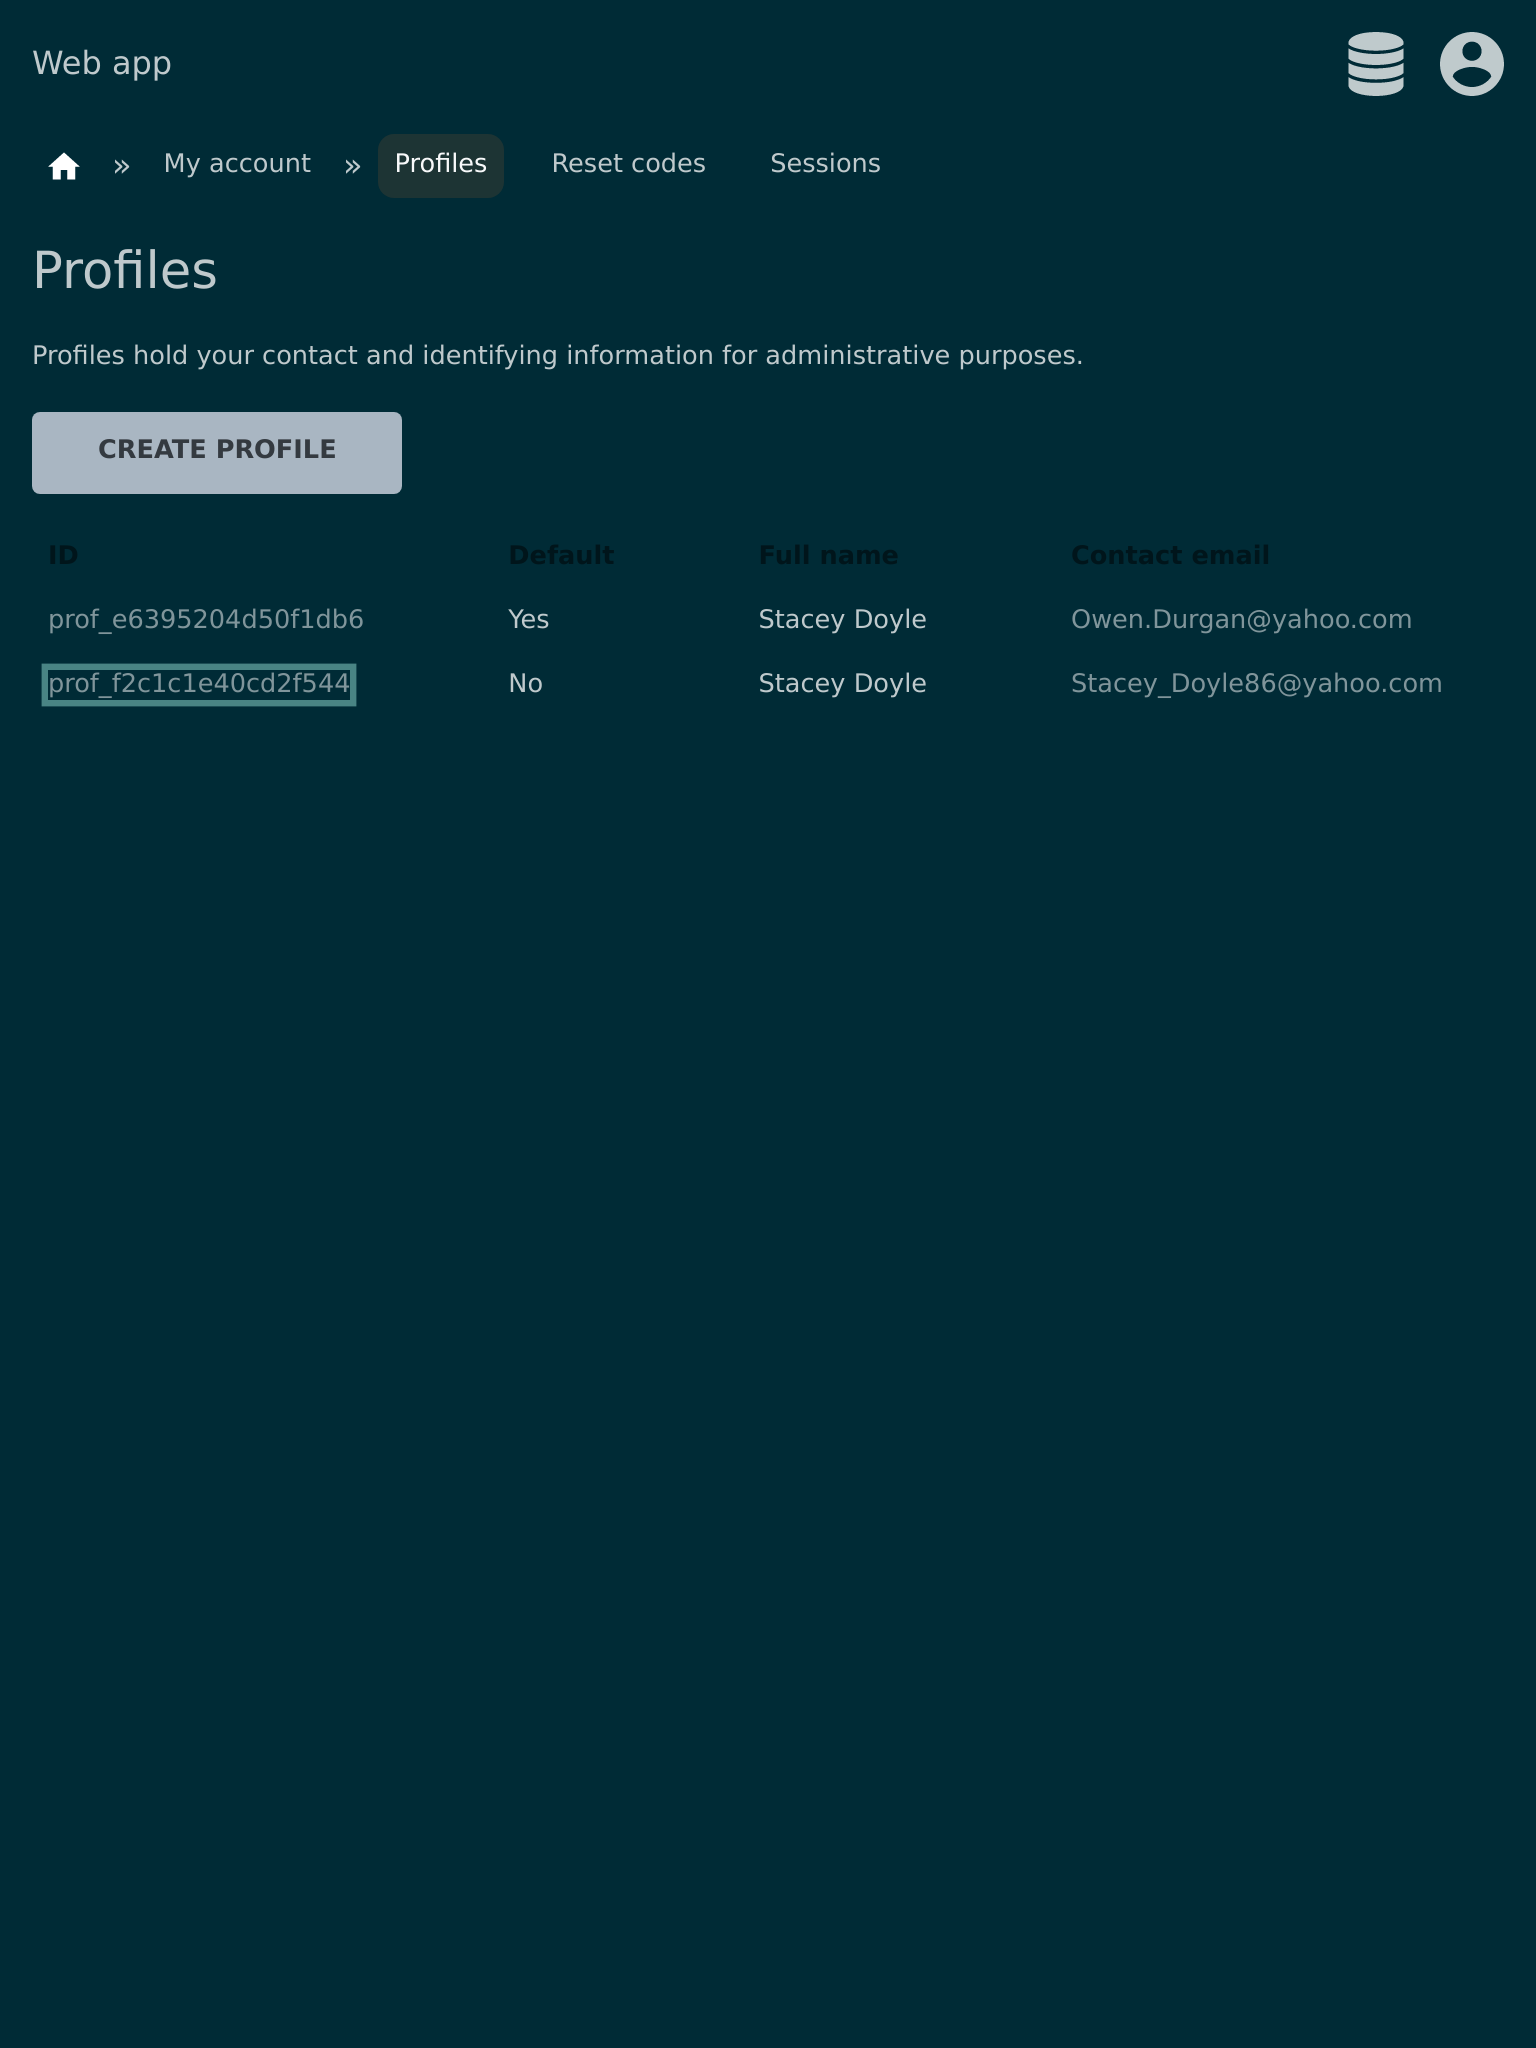 Web app
» My account » Profiles Reset codes Sessions
Profiles
Profiles hold your contact and identifying information for administrative purposes.
CREATE PROFILE
ID Default Full name Contact email
prof_e6395204d50f1db6 Yes Stacey Doyle Owen.Durgan@yahoo.com
prof_f2c1c1e40cd2f544 No Stacey Doyle Stacey_Doyle86@yahoo.com